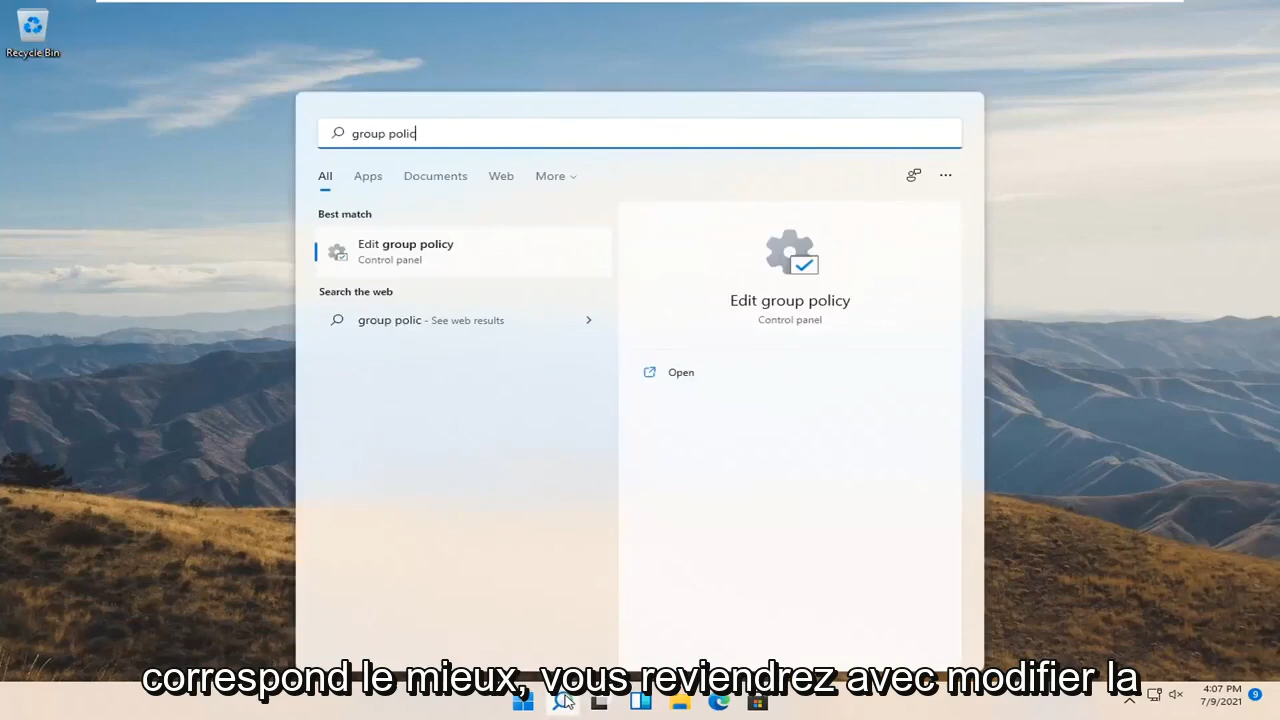 Recycle Bin
group polic
All Apps Documents Web More
Best match
Edit group policy
Control panel
Search the web
group polic - See web results
Edit group policy
Control panel
Open
correspond le mieux, vous reviendrez avec modifier la
4:07 PM
7/9/2021
9